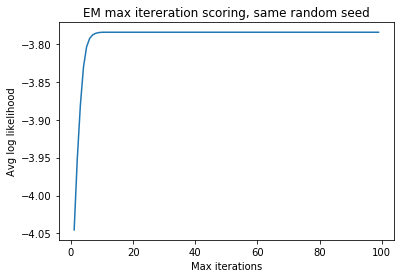 EM max itereration scoring, same random seed
−3.80
−3.85
−3.90
−3.95
−4.00
−4.05
Avg log likelihood
0 20 40 60 80 100
Max iterations